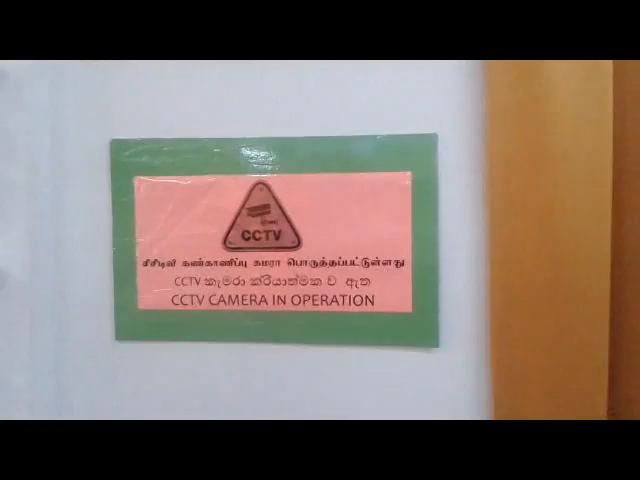 CCTV
சிசிடிவி கண்காணிப்பு கமரா பொருத்தப்பட்டுள்ளது
CCTV කැමරා ක්රියාත්මක ව ඇත
CCTV CAMERA IN OPERATION